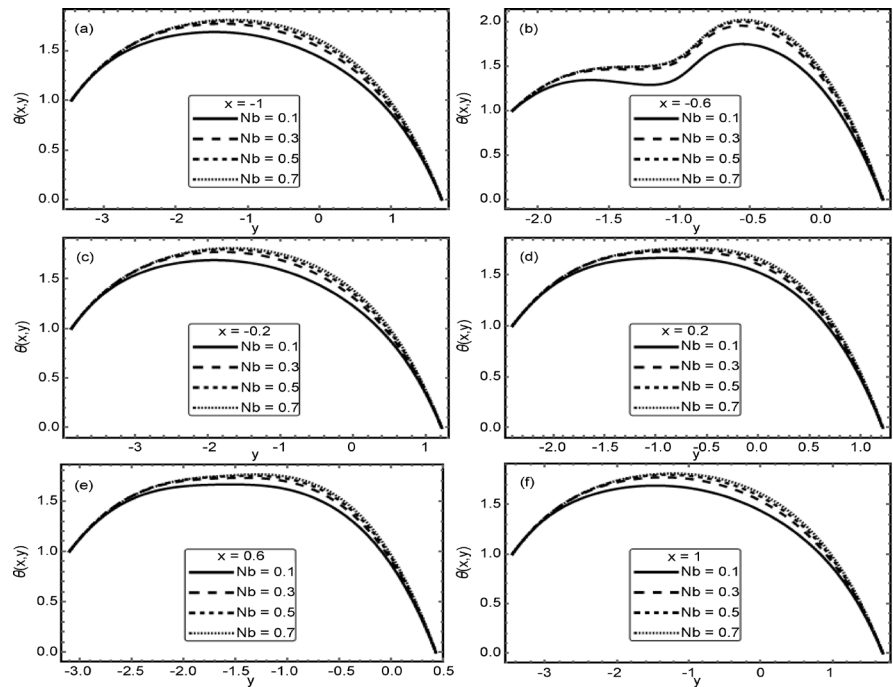 (a)
θ(x,y)
1.5
1.0
0.5
0.0
x = -1
Nb = 0.1
Nb = 0.3
Nb = 0.5
Nb = 0.7
-3 -2 -1 0 1
y
(b)
θ(x,y)
2.0
1.5
1.0
0.5
0.0
x = -0.6
Nb = 0.1
Nb = 0.3
Nb = 0.5
Nb = 0.7
-2.0 -1.5 -1.0 -0.5 0.0
y
(c)
θ(x,y)
1.5
1.0
0.5
0.0
x = -0.2
Nb = 0.1
Nb = 0.3
Nb = 0.5
Nb = 0.7
-3 -2 -1 0 1
y
(d)
θ(x,y)
1.5
1.0
0.5
0.0
x = 0.2
Nb = 0.1
Nb = 0.3
Nb = 0.5
Nb = 0.7
-2.0 -1.5 -1.0 -0.5 0.0 0.5 1.0
y
(e)
θ(x,y)
1.5
1.0
0.5
0.0
x = 0.6
Nb = 0.1
Nb = 0.3
Nb = 0.5
Nb = 0.7
-3.0 -2.5 -2.0 -1.5 -1.0 -0.5 0.0 0.5
y
(f)
θ(x,y)
1.5
1.0
0.5
0.0
x = 1
Nb = 0.1
Nb = 0.3
Nb = 0.5
Nb = 0.7
-3 -2 -1 0 1
y